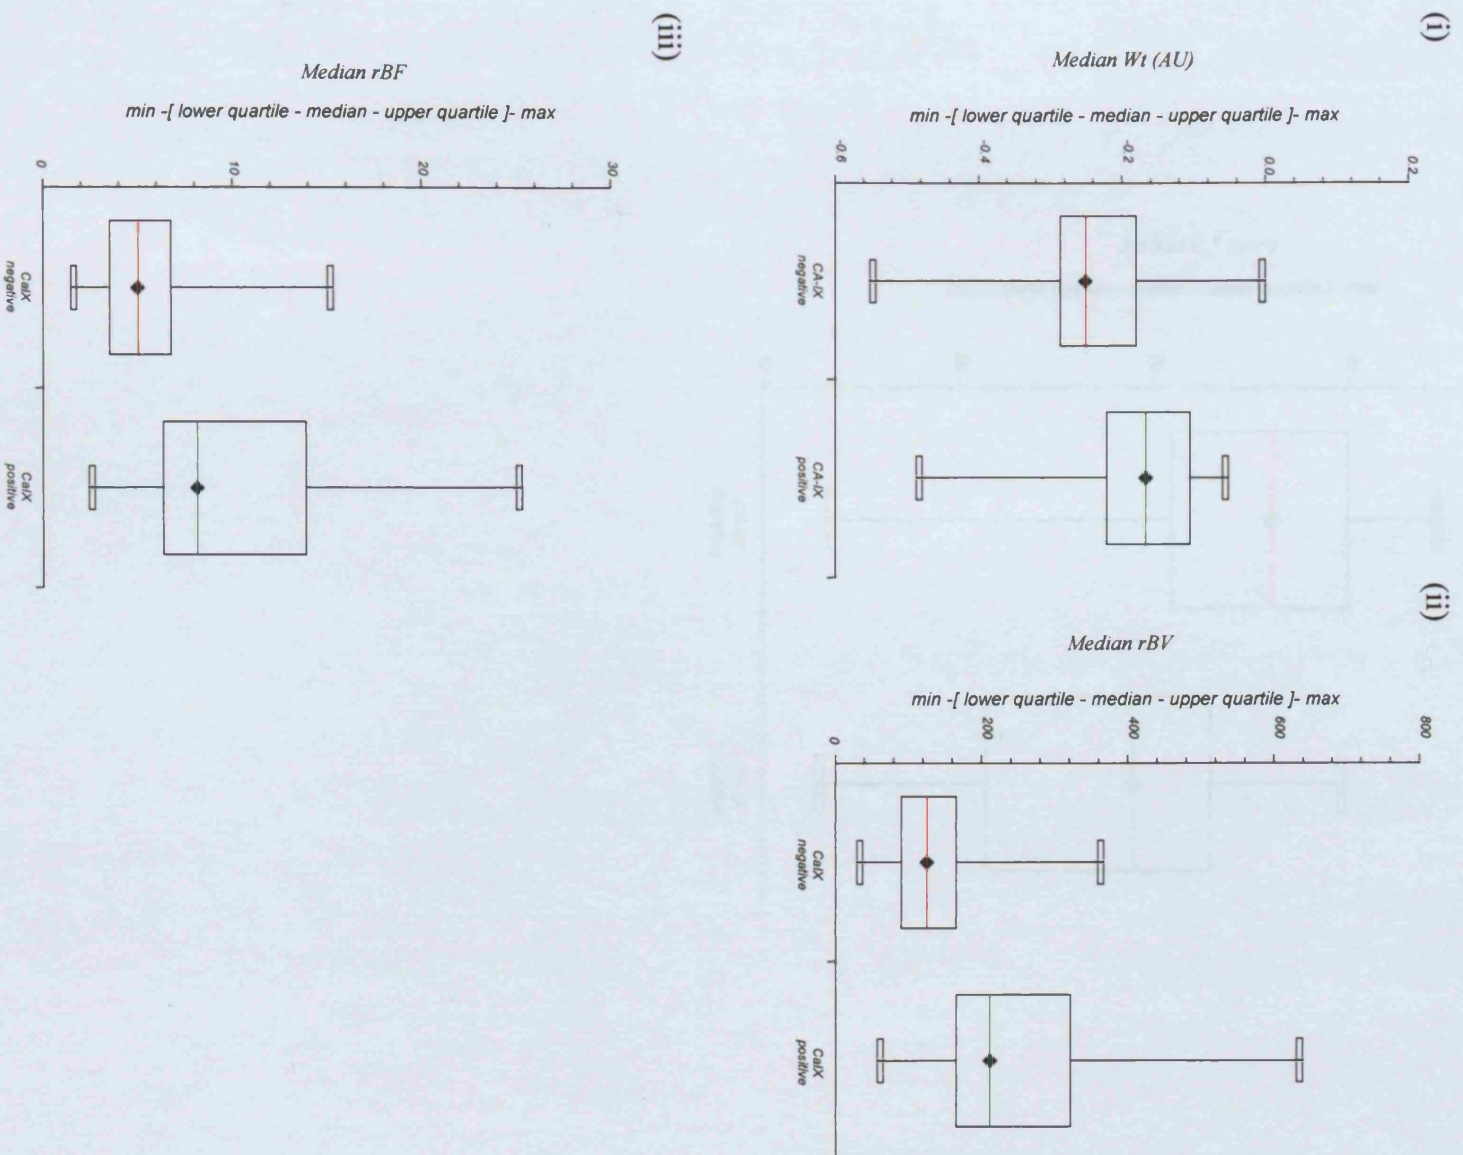 (i)
Median Wt (AU)
min -[ lower quartile - median - upper quartile ]- max
0.2
0.0
-0.2
-0.4
-0.6
CA-IX
negative
CA-IX
positive
(ii)
Median rBV
min -[ lower quartile - median - upper quartile ]- max
800
600
400
200
0
CaIX
negative
CaIX
positive
(iii)
Median rBF
min -[ lower quartile - median - upper quartile ]- max
30
20
10
0
CaIX
negative
CaIX
positive